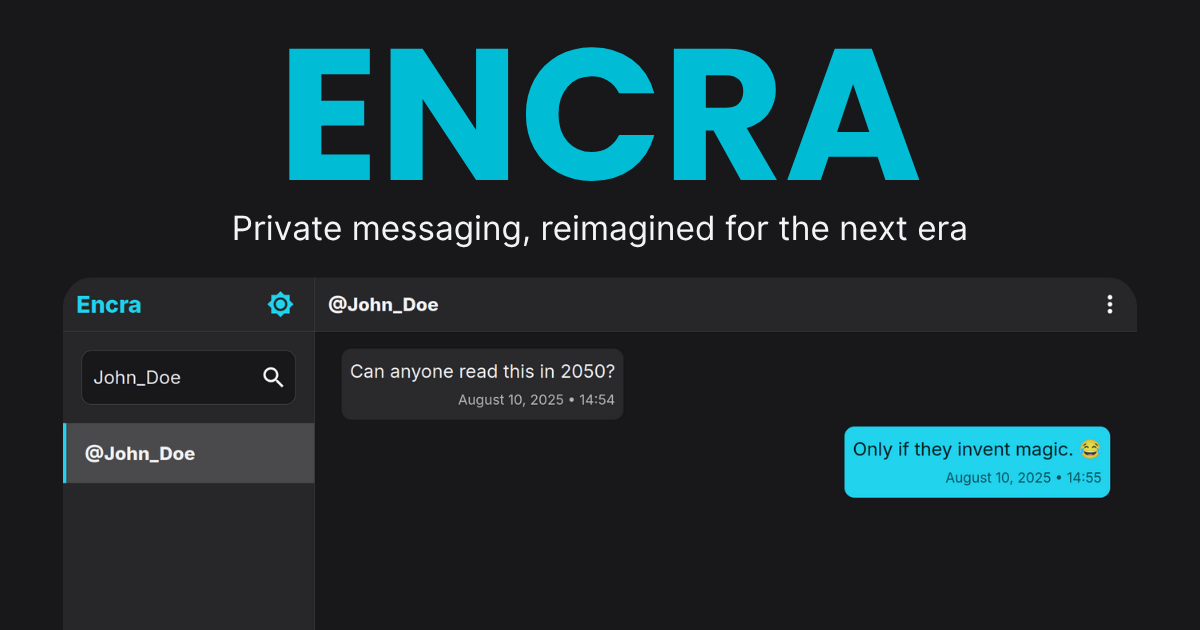 ENCRA
Private messaging, reimagined for the next era
Encra
@John_Doe
John_Doe
@John_Doe
Can anyone read this in 2050?
August 10, 2025 • 14:54
Only if they invent magic. 😂
August 10, 2025 • 14:55